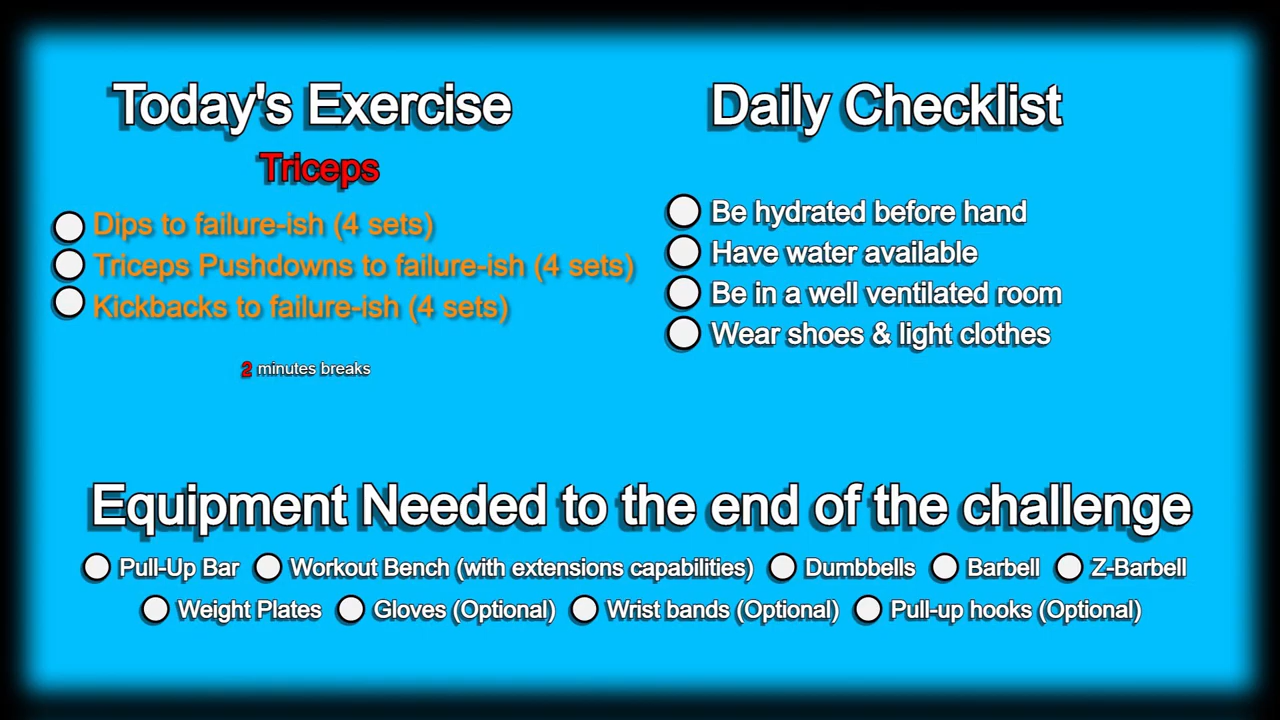 Today's Exercise
Triceps
Dips to failure-ish (4 sets)
Triceps Pushdowns to failure-ish (4 sets)
Kickbacks to failure-ish (4 sets)
2 minutes breaks
Daily Checklist
Be hydrated before hand
Have water available
Be in a well ventilated room
Wear shoes & light clothes
Equipment Needed to the end of the challenge
Pull-Up Bar Workout Bench (with extensions capabilities) Dumbbells Barbell Z-Barbell
Weight Plates Gloves (Optional) Wrist bands (Optional) Pull-up hooks (Optional)